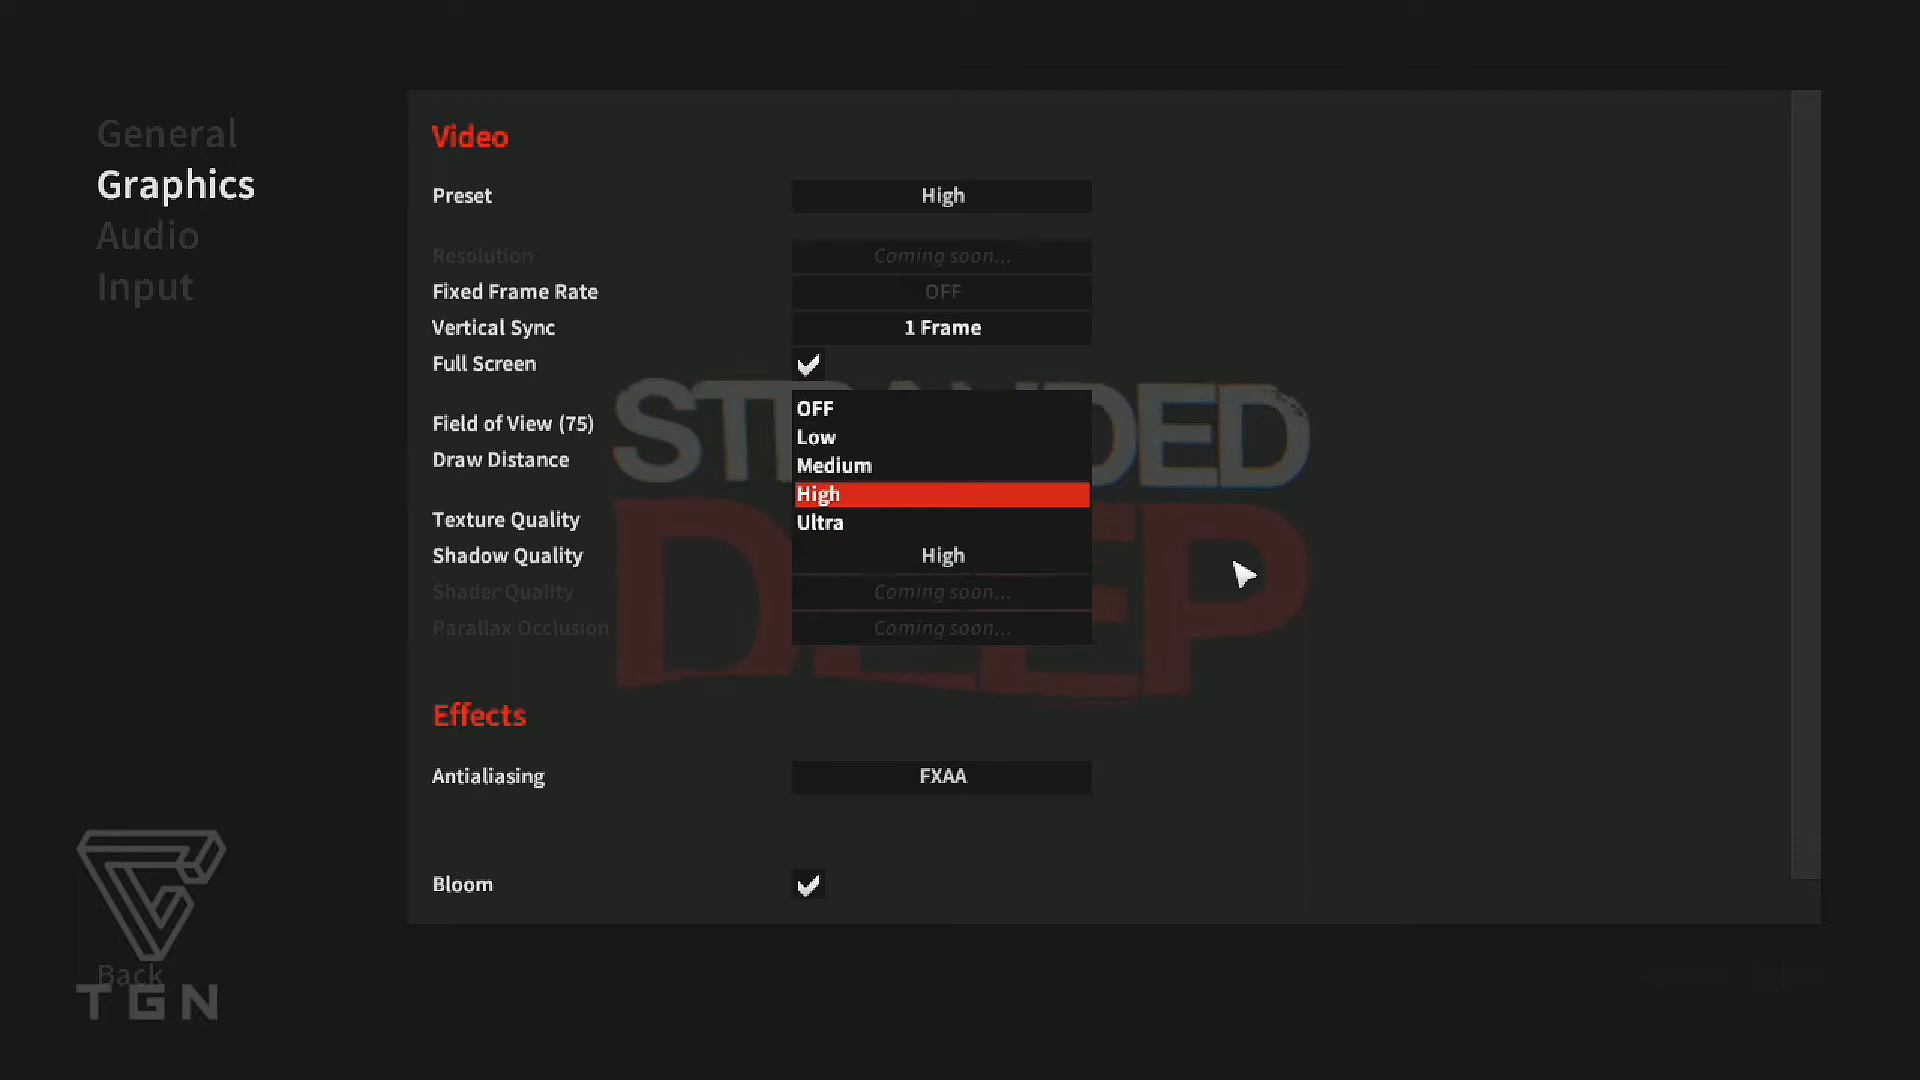 General
Graphics
Audio
Input
Video
Preset High
Resolution Coming soon...
Fixed Frame Rate OFF
Vertical Sync 1 Frame
Full Screen
STRANDED
DEEP
Field of View (75)
Draw Distance
OFF
Low
Medium
High
Ultra
Texture Quality
Shadow Quality High
Shader Quality Coming soon...
Parallax Occlusion Coming soon...
Effects
Antialiasing FXAA
Bloom
Back
TGN